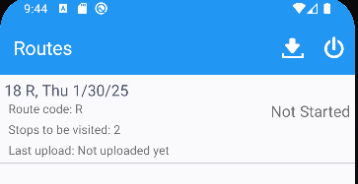 9:44
Routes
18 R, Thu 1/30/25
Route code: R
Not Started
Stops to be visited: 2
Last upload: Not uploaded yet